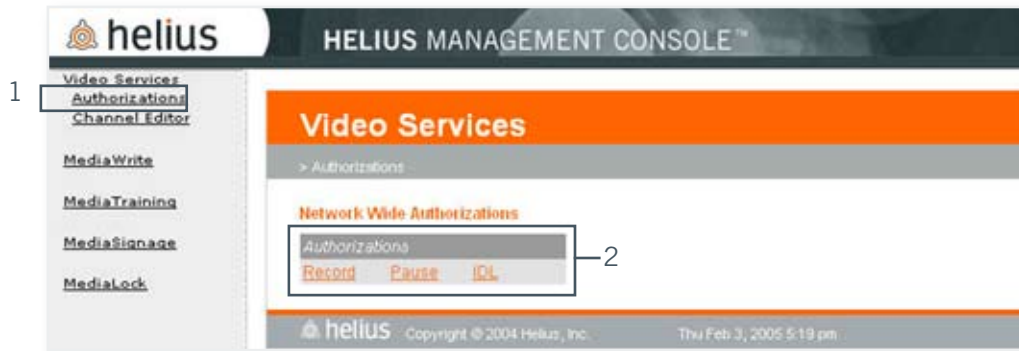 helius
HELIUS MANAGEMENT CONSOLE™
1
Video Services
Authorizations
Channel Editor
MediaWrite
MediaTraining
MediaSignage
MediaLock
Video Services
> Authorizations
Network Wide Authorizations
Authorizations
Record Pause IDL
2
helius Copyright © 2004 Helius, Inc. Thu Feb 3, 2005 5:19 pm